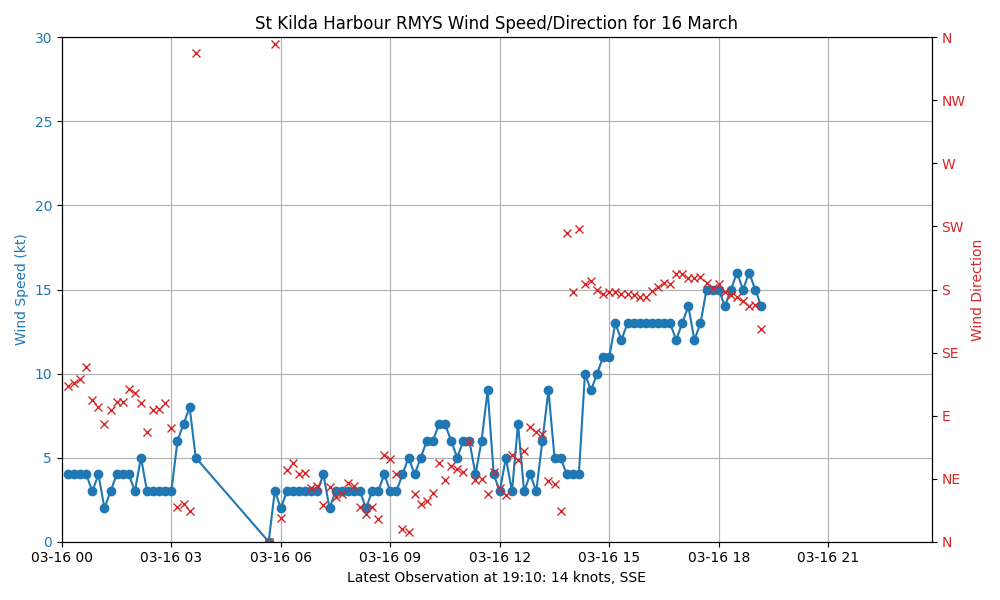 St Kilda Harbour RMYS Wind Speed/Direction for 16 March
30
25
20
15
10
5
0
Wind Speed (kt)
N
NW
W
SW
S
SE
E
NE
N
Wind Direction
03-16 00
03-16 03
03-16 06
03-16 09
03-16 12
03-16 15
03-16 18
03-16 21
Latest Observation at 19:10: 14 knots, SSE